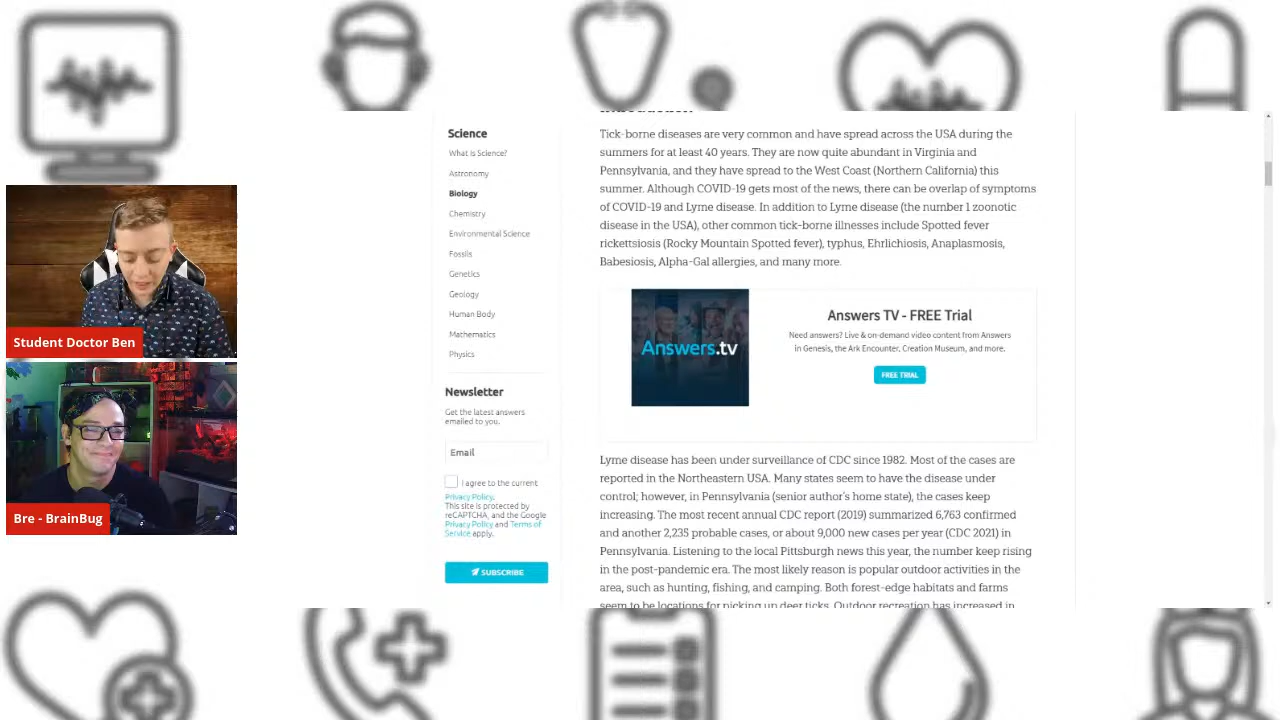 Science
What Is Science?
Astronomy
Biology
Chemistry
Environmental Science
Fossils
Genetics
Geology
Human Body
Mathematics
Physics
Newsletter
Get the latest answers
emailed to you.
Email
I agree to the current
Privacy Policy.
This site is protected by
reCAPTCHA, and the Google
Privacy Policy and Terms of
Service apply.
SUBSCRIBE
Tick-borne diseases are very common and have spread across the USA during the
summers for at least 40 years. They are now quite abundant in Virginia and
Pennsylvania, and they have spread to the West Coast (Northern California) this
summer. Although COVID-19 gets most of the news, there can be overlap of symptoms
of COVID-19 and Lyme disease. In addition to Lyme disease (the number 1 zoonotic
disease in the USA), other common tick-borne illnesses include Spotted fever
rickettsiosis (Rocky Mountain Spotted fever), typhus, Ehrlichiosis, Anaplasmosis,
Babesiosis, Alpha-Gal allergies, and many more.
Answers.tv
Answers TV - FREE Trial
Need answers? Live & on-demand video content from Answers
in Genesis, the Ark Encounter, Creation Museum, and more.
FREE TRIAL
Lyme disease has been under surveillance of CDC since 1982. Most of the cases are
reported in the Northeastern USA. Many states seem to have the disease under
control; however, in Pennsylvania (senior author's home state), the cases keep
increasing. The most recent annual CDC report (2019) summarized 6,763 confirmed
and another 2,235 probable cases, or about 9,000 new cases per year (CDC 2021) in
Pennsylvania. Listening to the local Pittsburgh news this year, the number keep rising
in the post-pandemic era. The most likely reason is popular outdoor activities in the
area, such as hunting, fishing, and camping. Both forest-edge habitats and farms
seem to be locations for picking up deer ticks. Outdoor recreation has increased in
Student Doctor Ben
Bre - BrainBug